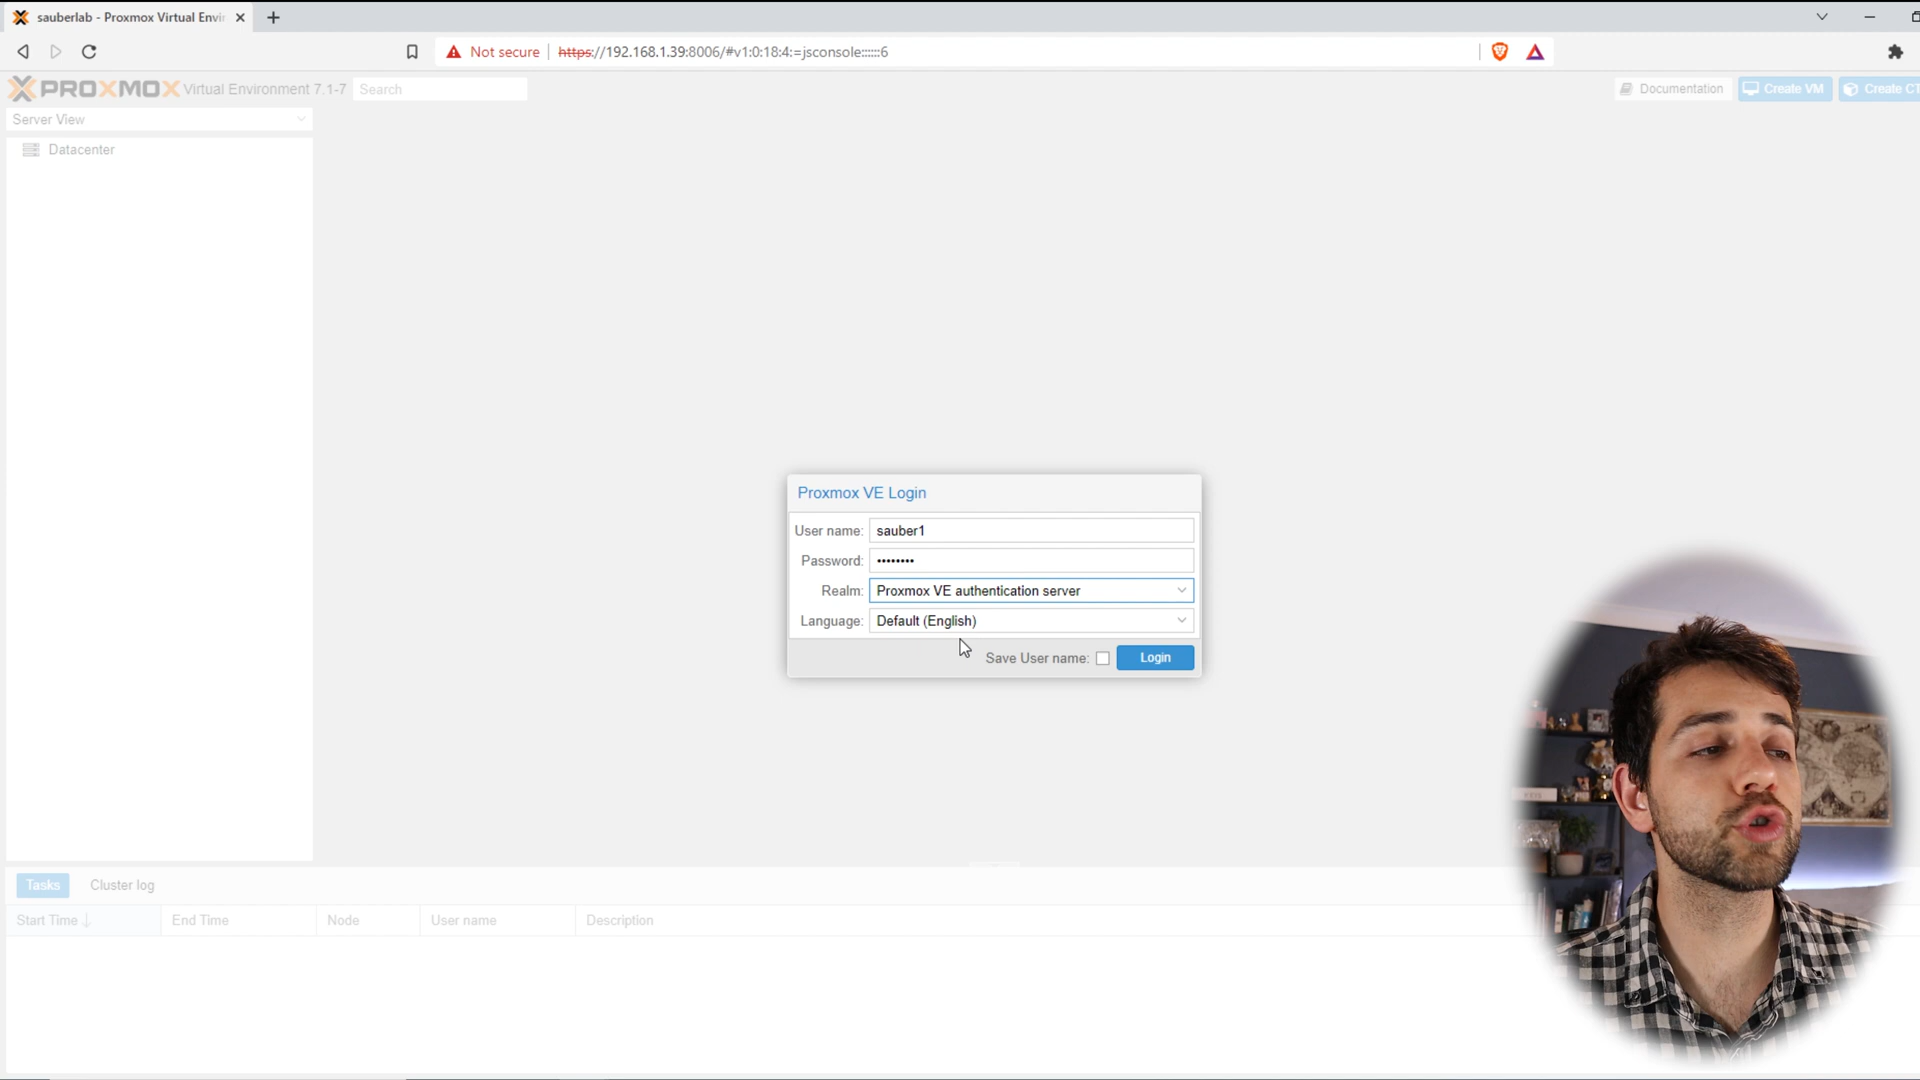 sauberlab - Proxmox Virtual Envi
Not secure
https://192.168.1.39:8006/#v1:0:18:4:=jsconsole::::::6
PROXMOX Virtual Environment 7.1-7
Search
Documentation
Create VM
Create CT
Server View
Datacenter
Proxmox VE Login
User name: sauber1
Password: ••••••••
Realm: Proxmox VE authentication server
Language: Default (English)
Save User name:
Login
Tasks
Cluster log
Start Time
End Time
Node
User name
Description